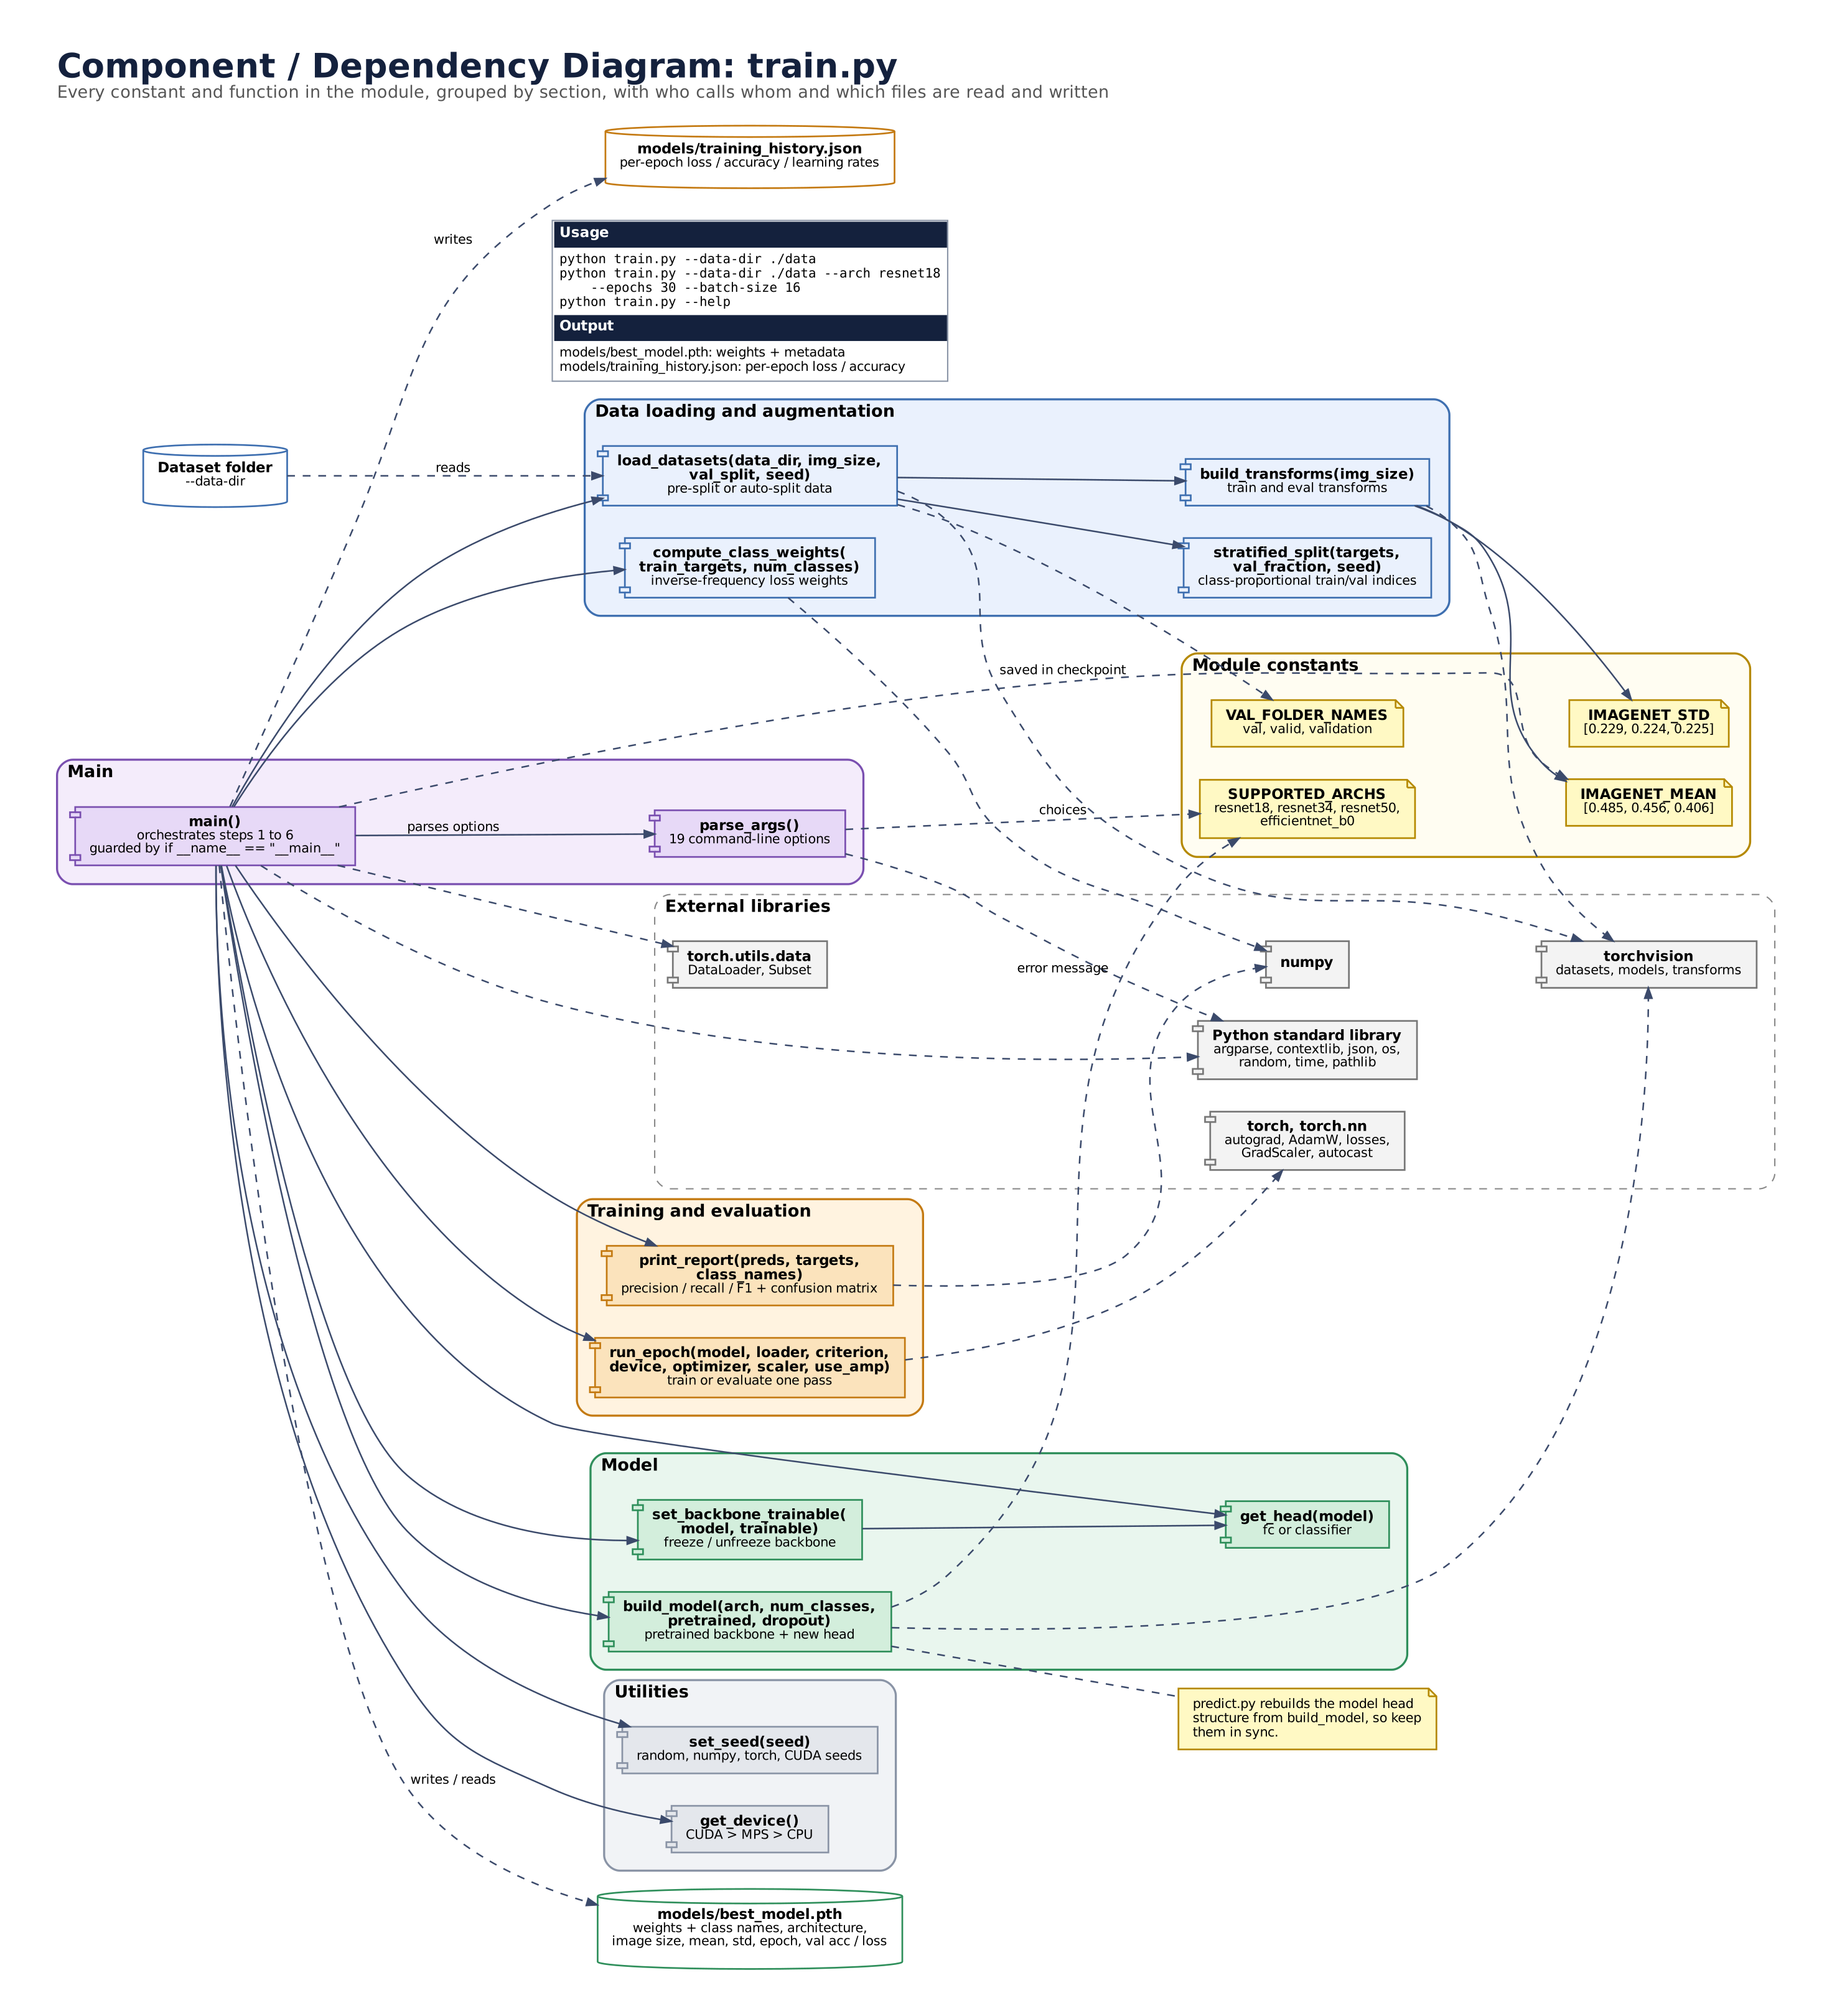 Component / Dependency Diagram: train.py
Every constant and function in the module, grouped by section, with who calls whom and which files are read and written
models/training_history.json
per-epoch loss / accuracy / learning rates
writes
Usage
python train.py --data-dir ./data
python train.py --data-dir ./data --arch resnet18
--epochs 30 --batch-size 16
python train.py --help
Output
models/best_model.pth: weights + metadata
models/training_history.json: per-epoch loss / accuracy
Data loading and augmentation
Dataset folder
--data-dir
reads
load_datasets(data_dir, img_size,
val_split, seed)
pre-split or auto-split data
build_transforms(img_size)
train and eval transforms
compute_class_weights(
train_targets, num_classes)
inverse-frequency loss weights
stratified_split(targets,
val_fraction, seed)
class-proportional train/val indices
saved in checkpoint
Module constants
VAL_FOLDER_NAMES
val, valid, validation
IMAGENET_STD
[0.229, 0.224, 0.225]
SUPPORTED_ARCHS
resnet18, resnet34, resnet50,
efficientnet_b0
IMAGENET_MEAN
[0.485, 0.456, 0.406]
Main
main()
orchestrates steps 1 to 6
guarded by if __name__ == "__main__"
parses options
parse_args()
19 command-line options
choices
External libraries
torch.utils.data
DataLoader, Subset
error message
numpy
torchvision
datasets, models, transforms
Python standard library
argparse, contextlib, json, os,
random, time, pathlib
torch, torch.nn
autograd, AdamW, losses,
GradScaler, autocast
Training and evaluation
print_report(preds, targets,
class_names)
precision / recall / F1 + confusion matrix
run_epoch(model, loader, criterion,
device, optimizer, scaler, use_amp)
train or evaluate one pass
Model
set_backbone_trainable(
model, trainable)
freeze / unfreeze backbone
get_head(model)
fc or classifier
build_model(arch, num_classes,
pretrained, dropout)
pretrained backbone + new head
predict.py rebuilds the model head
structure from build_model, so keep
them in sync.
Utilities
set_seed(seed)
random, numpy, torch, CUDA seeds
writes / reads
get_device()
CUDA > MPS > CPU
models/best_model.pth
weights + class names, architecture,
image size, mean, std, epoch, val acc / loss